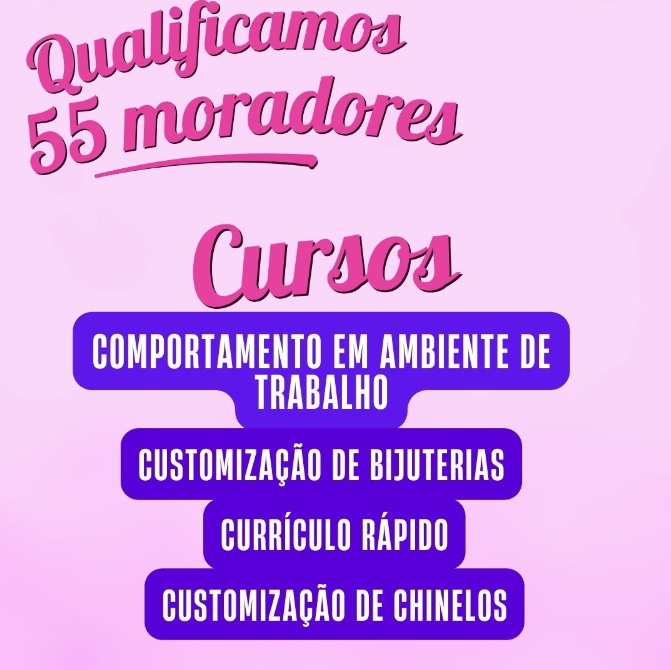 Qualificamos
55 moradores
Cursos
COMPORTAMENTO EM AMBIENTE DE
TRABALHO
CUSTOMIZAÇÃO DE BIJUTERIAS
CURRÍCULO RÁPIDO
CUSTOMIZAÇÃO DE CHINELOS